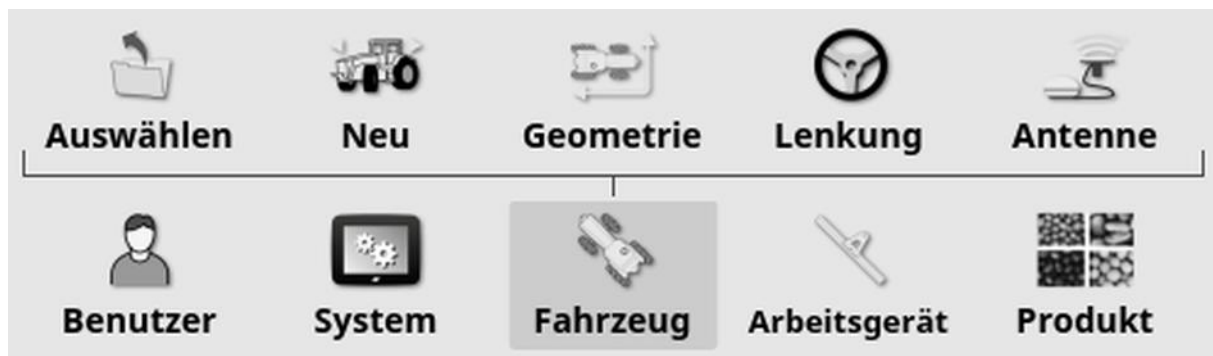 Auswählen Neu Geometrie Lenkung Antenne
Benutzer System Fahrzeug Arbeitsgerät Produkt